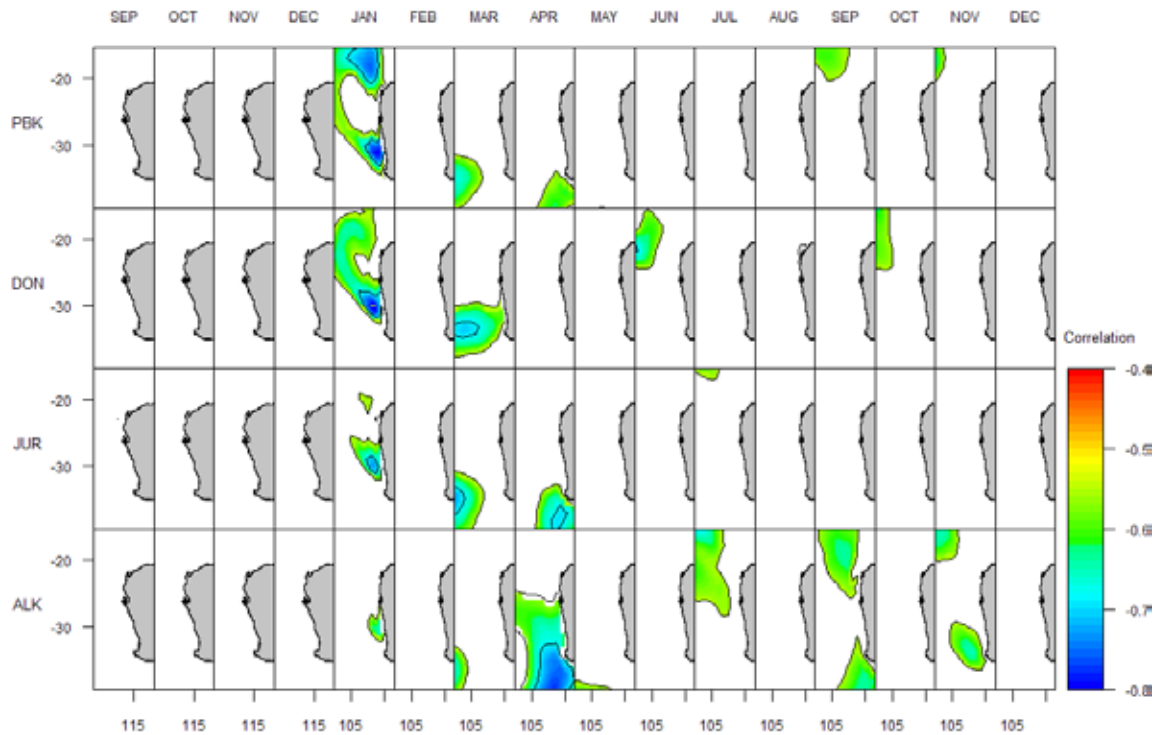 SEP OCT NOV DEC JAN FEB MAR APR MAY JUN JUL AUG SEP OCT NOV DEC
-20
PBK
-30
-20
DON
-30
Correlation
-20
JUR
-30
-20
ALK
-30
115 115 115 115 105 105 105 105 105 105 105 105 105 105 105 105